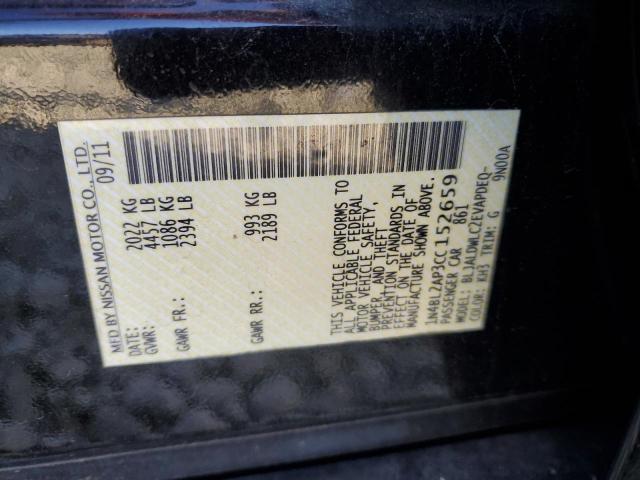 MFD BY NISSAN MOTOR CO., LTD.
DATE: 09/11
GVWR: 2022 KG
4457 LB
GAWR FR: 1086 KG
2394 LB
GAWR RR: 993 KG
2189 LB
THIS VEHICLE CONFORMS TO
ALL APPLICABLE FEDERAL
MOTOR VEHICLE SAFETY,
BUMPER, AND THEFT
PREVENTION STANDARDS IN
EFFECT ON THE DATE OF
MANUFACTURE SHOWN ABOVE.
1N4BL2AP3CC152659
PASSENGER CAR 861
MODEL: BLJALDWLCZEVAPDEQ-
COLOR: KH3 TRIM: G 9N00A